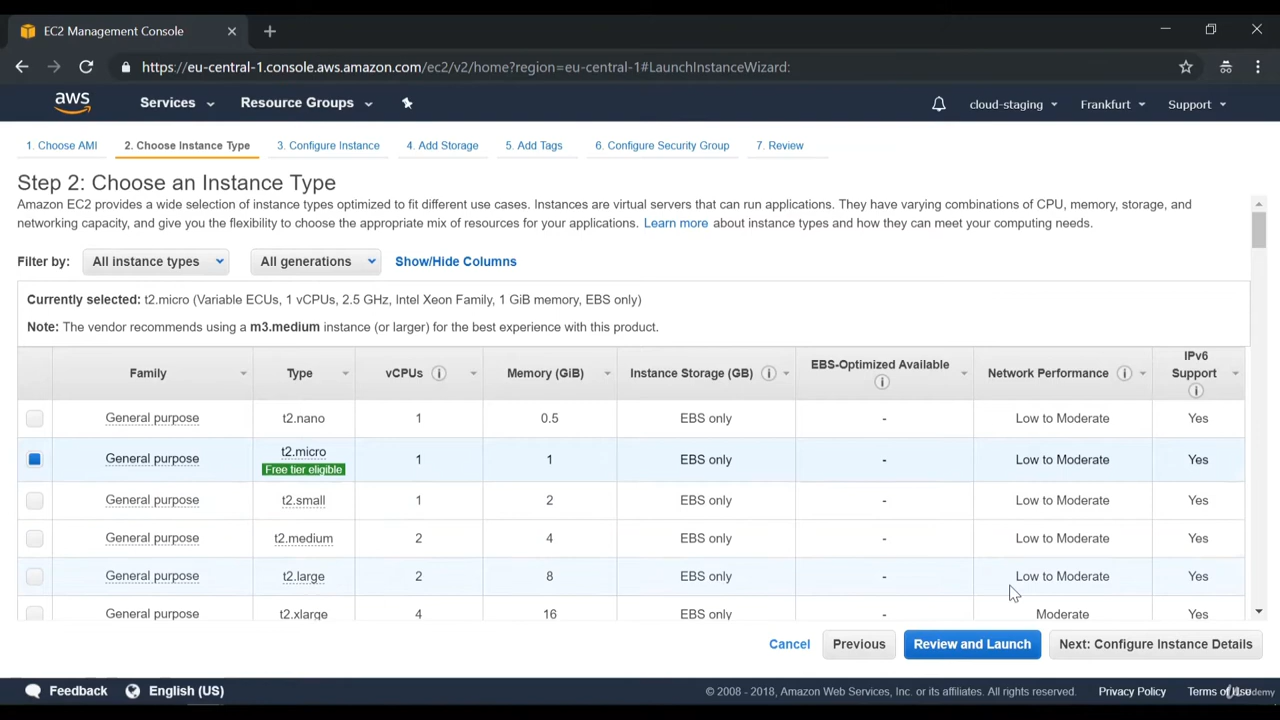 EC2 Management Console
https://eu-central-1.console.aws.amazon.com/ec2/v2/home?region=eu-central-1#LaunchInstanceWizard:
aws Services Resource Groups cloud-staging Frankfurt Support
1. Choose AMI 2. Choose Instance Type 3. Configure Instance 4. Add Storage 5. Add Tags 6. Configure Security Group 7. Review
Step 2: Choose an Instance Type
Amazon EC2 provides a wide selection of instance types optimized to fit different use cases. Instances are virtual servers that can run applications. They have varying combinations of CPU, memory, storage, and
networking capacity, and give you the flexibility to choose the appropriate mix of resources for your applications. Learn more about instance types and how they can meet your computing needs.
Filter by: All instance types All generations Show/Hide Columns
Currently selected: t2.micro (Variable ECUs, 1 vCPUs, 2.5 GHz, Intel Xeon Family, 1 GiB memory, EBS only)
Note: The vendor recommends using a m3.medium instance (or larger) for the best experience with this product.
Family Type vCPUs Memory (GiB) Instance Storage (GB) EBS-Optimized Available Network Performance IPv6 Support
General purpose t2.nano 1 0.5 EBS only - Low to Moderate Yes
General purpose t2.micro 1 1 EBS only - Low to Moderate Yes
Free tier eligible
General purpose t2.small 1 2 EBS only - Low to Moderate Yes
General purpose t2.medium 2 4 EBS only - Low to Moderate Yes
General purpose t2.large 2 8 EBS only - Low to Moderate Yes
General purpose t2.xlarge 4 16 EBS only - Moderate Yes
Cancel Previous Review and Launch Next: Configure Instance Details
Feedback English (US) © 2008 - 2018, Amazon Web Services, Inc. or its affiliates. All rights reserved. Privacy Policy Terms of Use